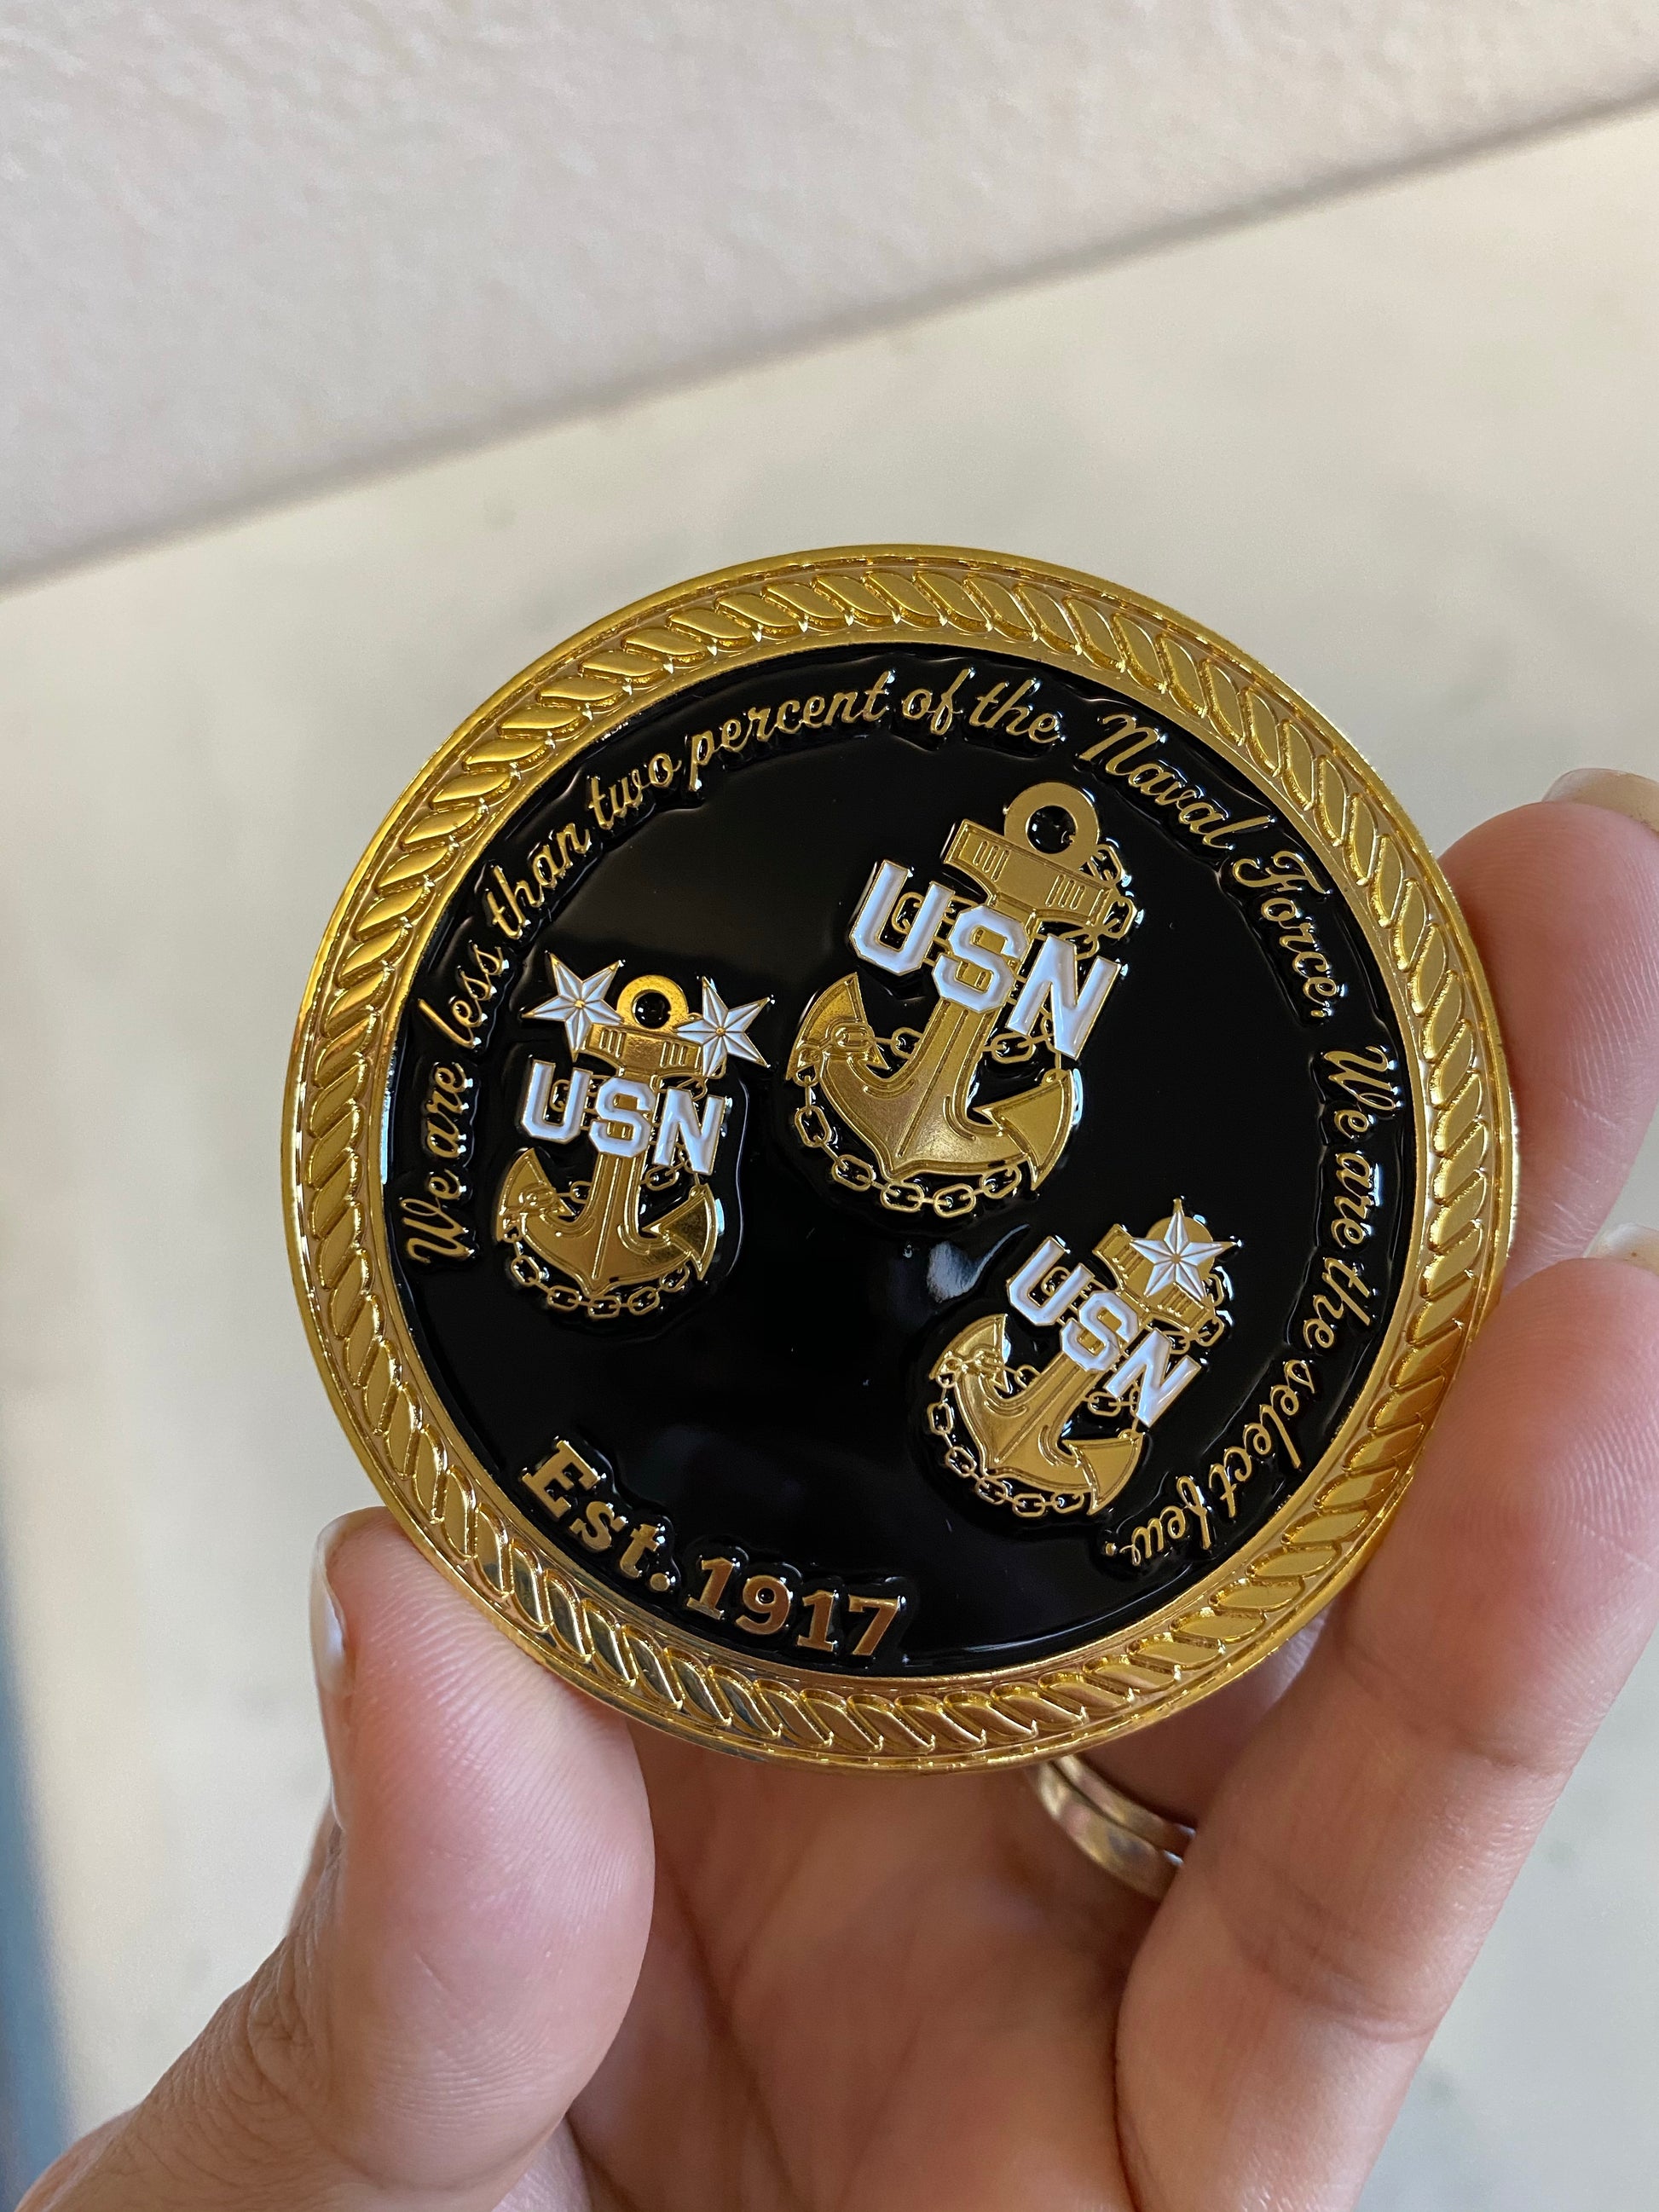 We are less than two percent of the Naval Force. We are the select few.
USN
USN
USN
Est. 1917